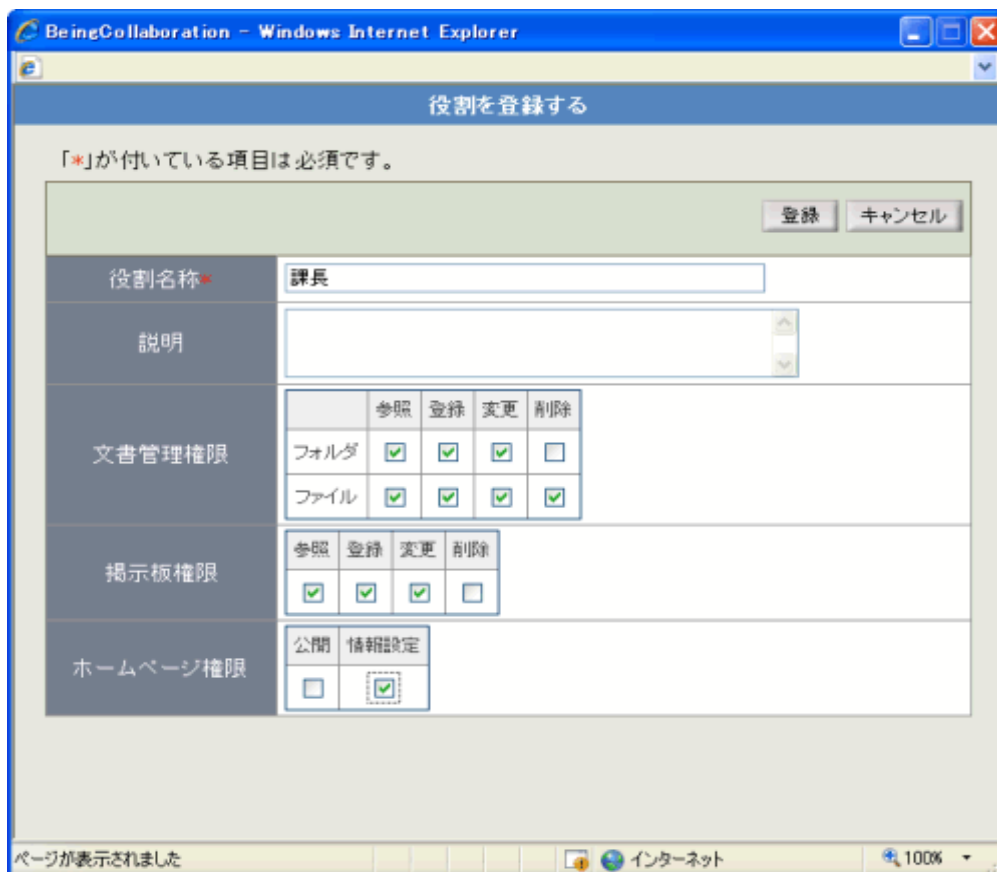 BeingCollaboration - Windows Internet Explorer
役割を登録する
「*」が付いている項目は必須です。
登録 キャンセル
役割名称* 課長
説明
文書管理権限
参照 登録 変更 削除
フォルダ
ファイル
掲示板権限
参照 登録 変更 削除
ホームページ権限
公開 情報設定
ページが表示されました インターネット 100%